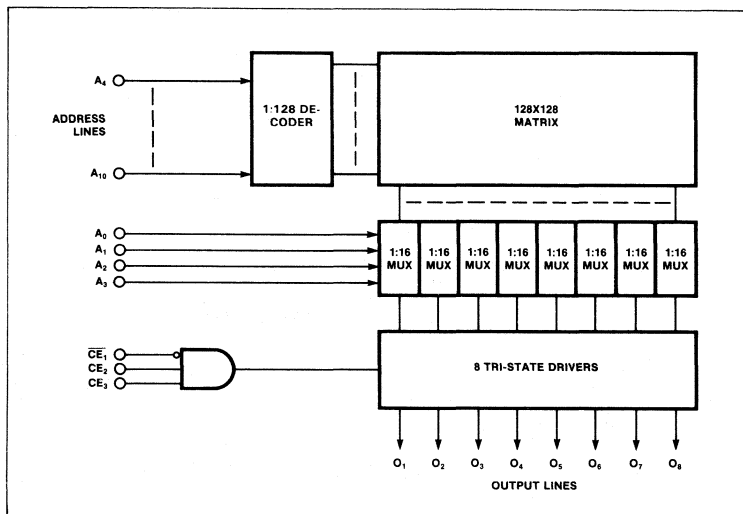 A4
1:128 DE-
CODER
128X128
MATRIX
ADDRESS
LINES
A10
A0
A1
A2
A3
1:16
MUX
1:16
MUX
1:16
MUX
1:16
MUX
1:16
MUX
1:16
MUX
1:16
MUX
1:16
MUX
CE1
CE2
CE3
8 TRI-STATE DRIVERS
O1 O2 O3 O4 O5 O6 O7 O8
OUTPUT LINES